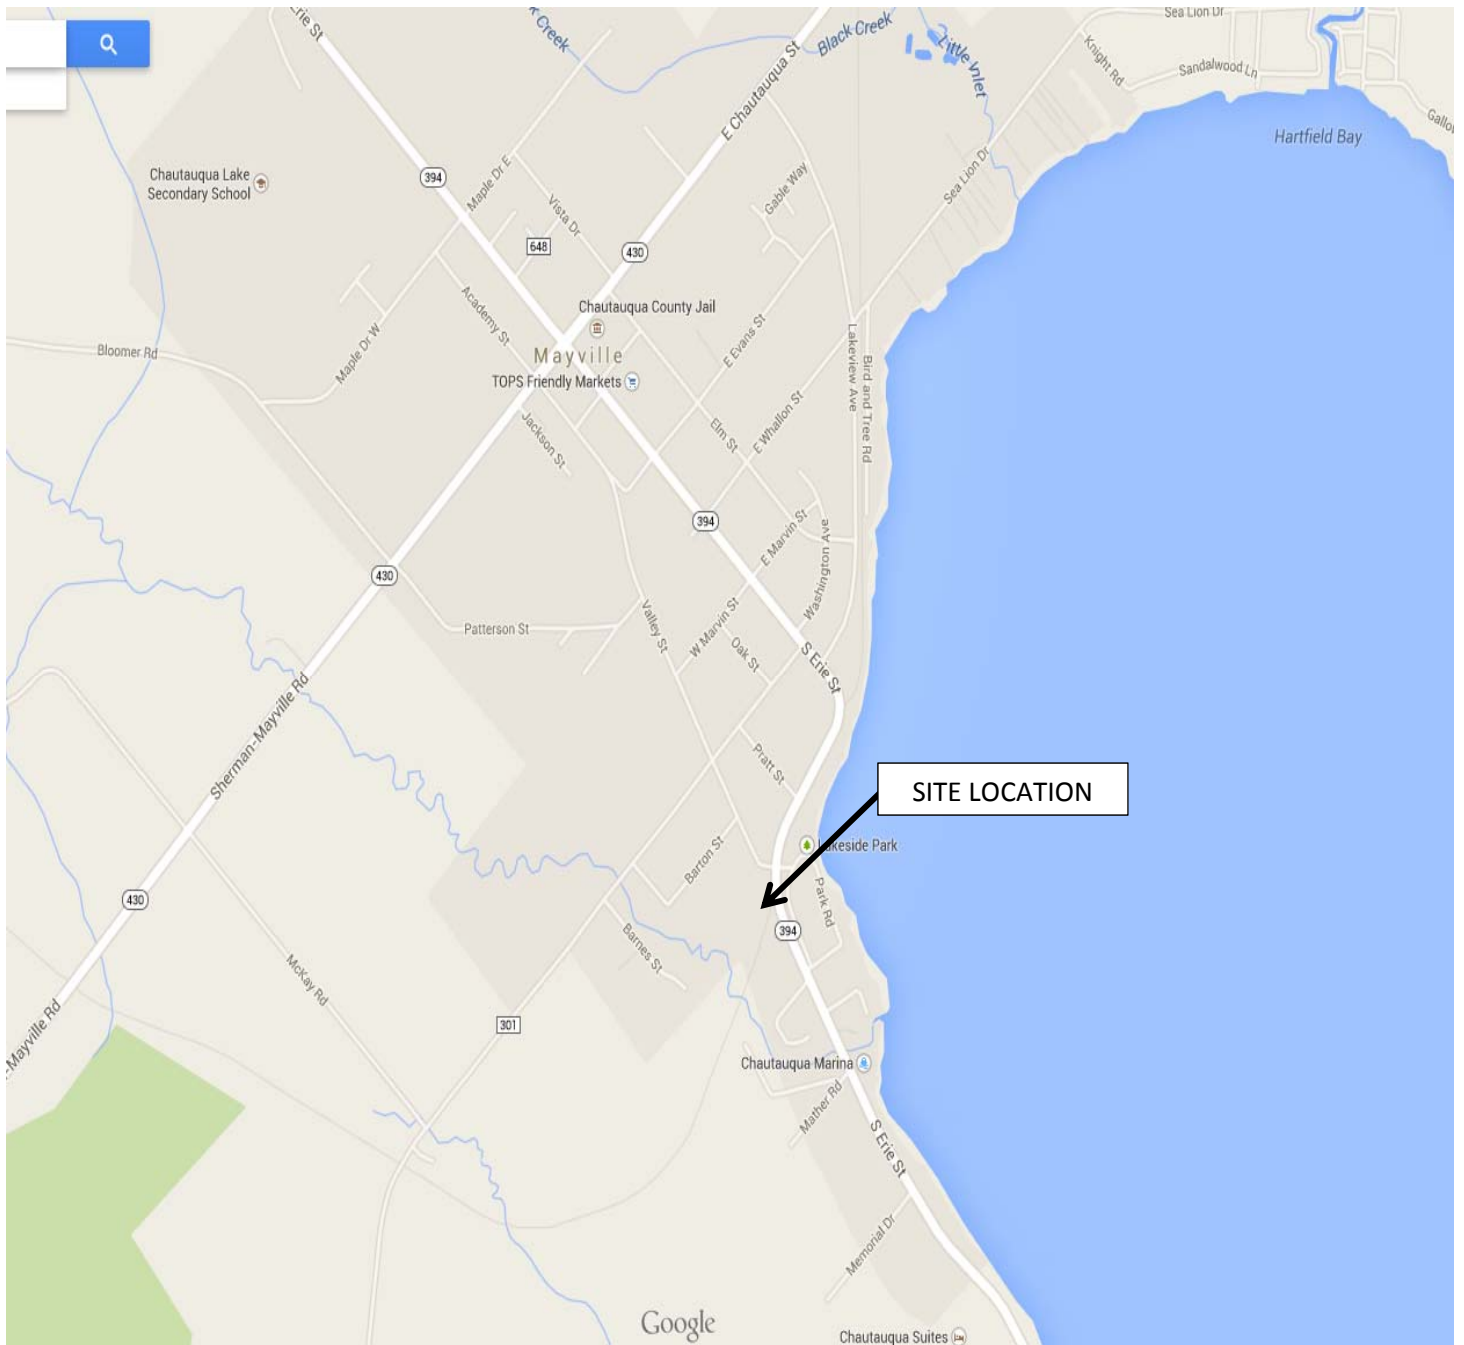 Erie St
Creek
Black Creek
Little Inlet
Sea Lion Dr
Knight Rd
Sandalwood Ln
Hartfield Bay
E Chautauqua St
Chautauqua Lake
Secondary School
394
Maple Dr E
Vista Dr
Gable Way
Sea Lion Dr
648
430
Academy St
Chautauqua County Jail
Bloomer Rd
Maple Dr W
Mayville
TOPS Friendly Markets
E Evans St
Lakeview Ave
Bird and Tree Rd
Jackson St
Elm St
E Whallon St
394
E Marvin St
Washington Ave
430
Patterson St
Valley St
W Marvin St
Oak St
S Erie St
Sherman-Mayville Rd
Pratt St
SITE LOCATION
Lakeside Park
Barton St
Park Rd
430
394
Barnes St
McKay Rd
301
-Mayville Rd
Chautauqua Marina
Mather Rd
S Erie St
Memorial Dr
Google
Chautauqua Suites